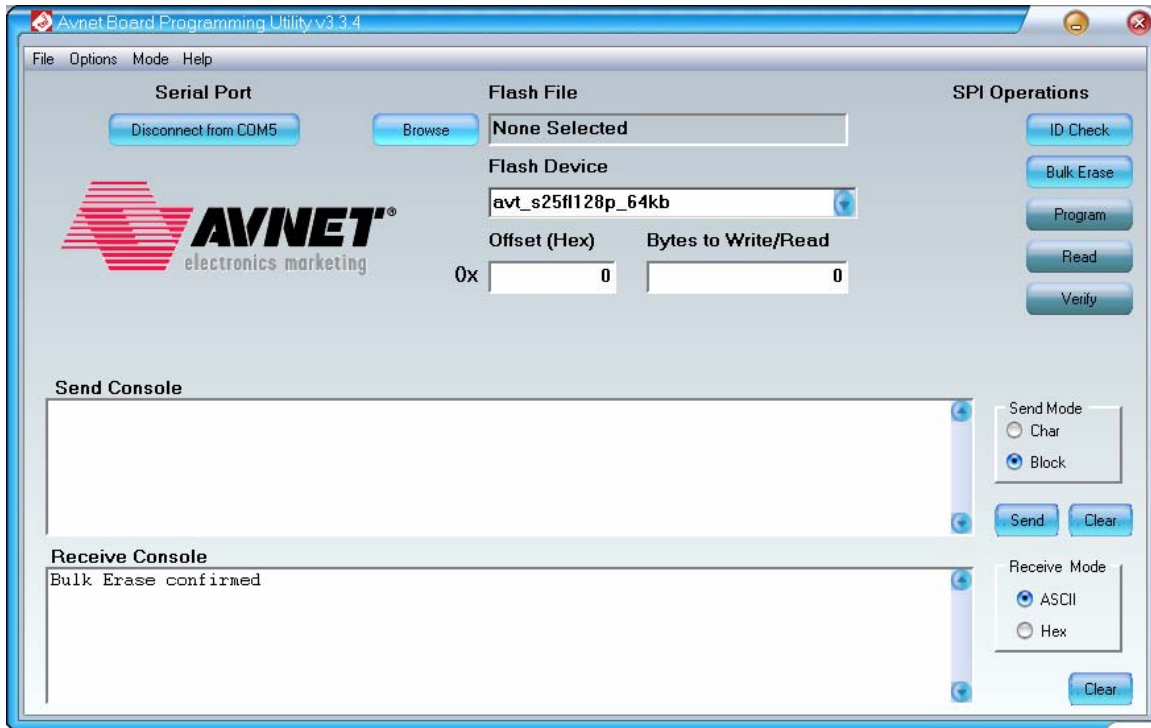 Avnet Board Programming Utility v3.3.4
File Options Mode Help
Serial Port
Disconnect from COM5
Flash File
Browse
None Selected
Flash Device
avt_s25fl128p_64kb
Offset (Hex)
Bytes to Write/Read
0x
0
0
AVNET®
electronics marketing
SPI Operations
ID Check
Bulk Erase
Program
Read
Verify
Send Console
Send Mode
Char
Block
Send
Clear
Receive Console
Bulk Erase confirmed
Receive Mode
ASCII
Hex
Clear